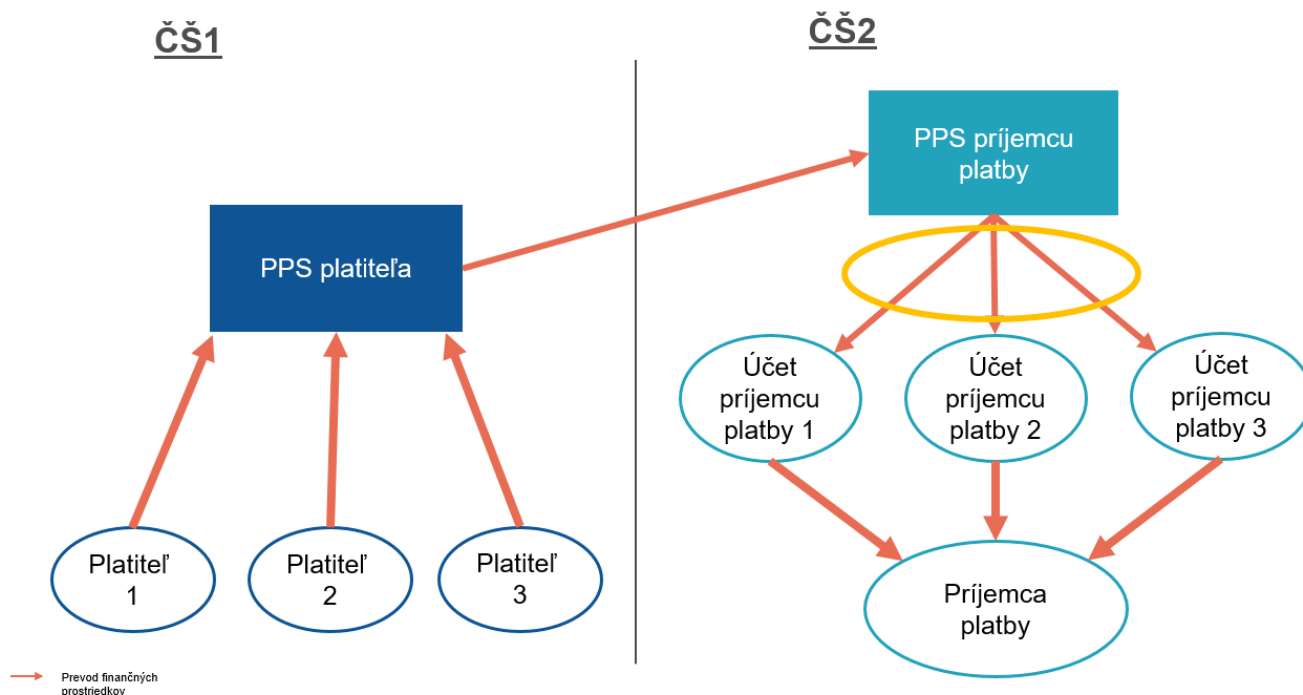 ČŠ1
ČŠ2
PPS príjemcu
platby
PPS platiteľa
Účet
príjemcu
platby 1
Účet
príjemcu
platby 2
Účet
príjemcu
platby 3
Platiteľ
1
Platiteľ
2
Platiteľ
3
Príjemca
platby
Prevod finančných
prostriedkov